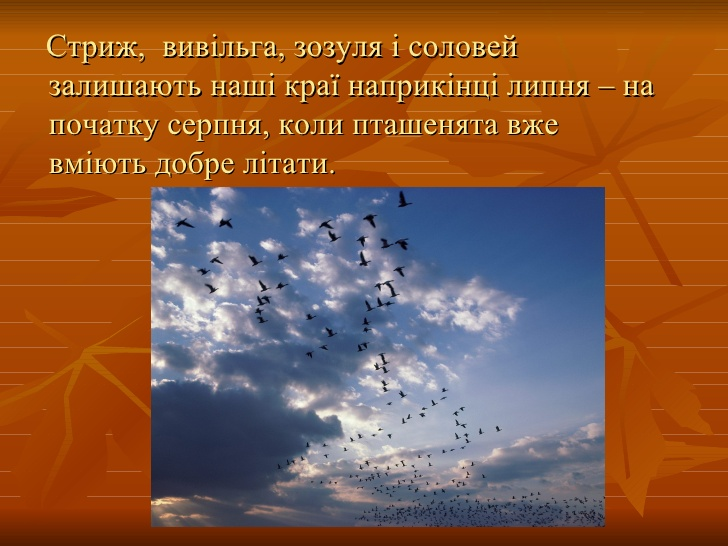 Стриж,  вивільга, зозуля і соловей
залишають наші краї наприкінці липня – на
початку серпня, коли пташенята вже
вміють добре літати.